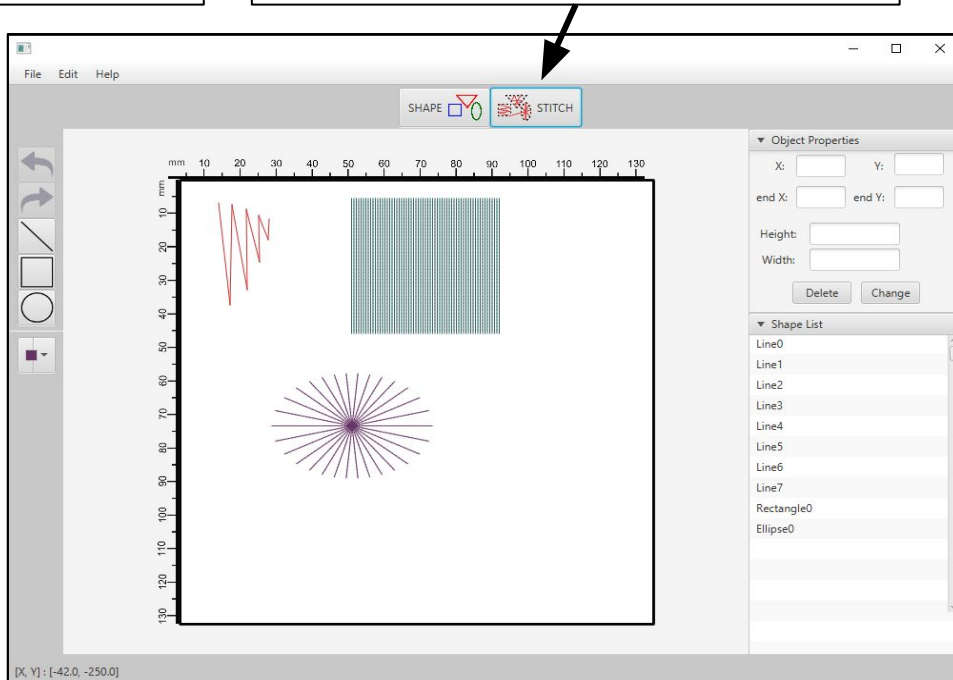 File Edit Help
SHAPE STITCH
mm 10 20 30 40 50 60 70 80 90 100 110 120 130
mm
10
20
30
40
50
60
70
80
90
100
110
120
130
▼ Object Properties
X: Y:
end X: end Y:
Height:
Width:
Delete Change
▼ Shape List
Line0
Line1
Line2
Line3
Line4
Line5
Line6
Line7
Rectangle0
Ellipse0
[X, Y] : [-42.0, -250.0]